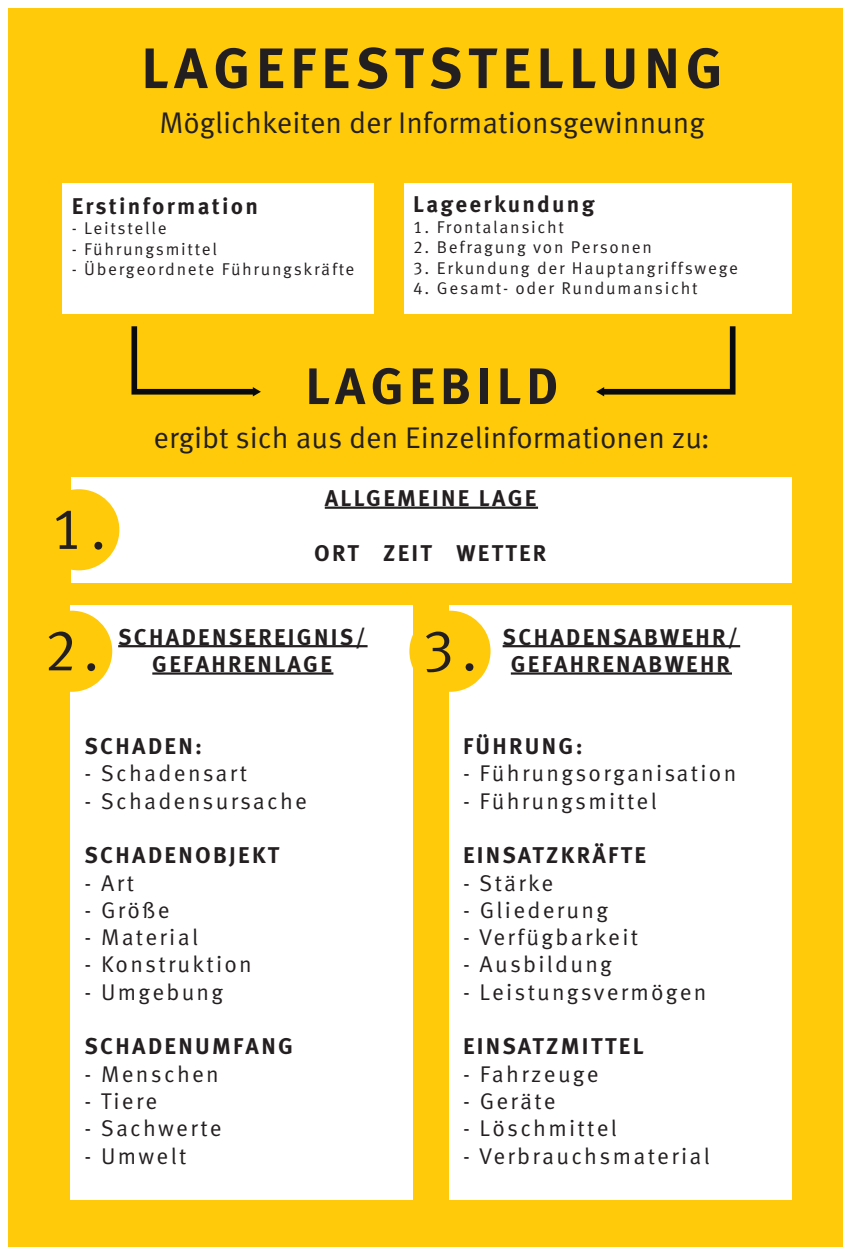 LAGEFESTSTELLUNG
Möglichkeiten der Informationsgewinnung
Erstinformation
- Leitstelle
- Führungsmittel
- Übergeordnete Führungskräfte
Lageerkundung
1. Frontalansicht
2. Befragung von Personen
3. Erkundung der Hauptangriffswege
4. Gesamt- oder Rundumansicht
LAGEBILD
ergibt sich aus den Einzelinformationen zu:
1.
ALLGEMEINE LAGE
ORT ZEIT WETTER
2.
SCHADENSEREIGNIS/
GEFAHRENLAGE
SCHADEN:
- Schadensart
- Schadensursache
SCHADENOBJEKT
- Art
- Größe
- Material
- Konstruktion
- Umgebung
SCHADENUMFANG
- Menschen
- Tiere
- Sachwerte
- Umwelt
3.
SCHADENSABWEHR/
GEFAHRENABWEHR
FÜHRUNG:
- Führungsorganisation
- Führungsmittel
EINSATZKRÄFTE
- Stärke
- Gliederung
- Verfügbarkeit
- Ausbildung
- Leistungsvermögen
EINSATZMITTEL
- Fahrzeuge
- Geräte
- Löschmittel
- Verbrauchsmaterial